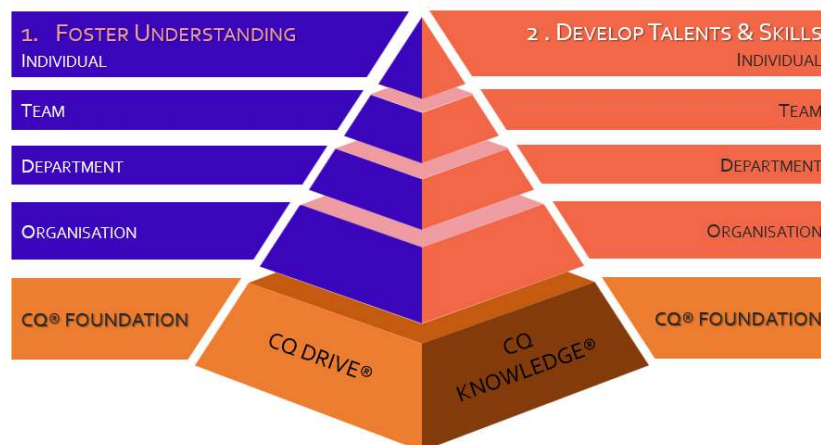 1. Foster Understanding
Individual
Team
Department
Organisation
CQ® FOUNDATION
2 . Develop Talents & Skills
Individual
Team
Department
Organisation
CQ® FOUNDATION
CQ DRIVE®
CQ
KNOWLEDGE®